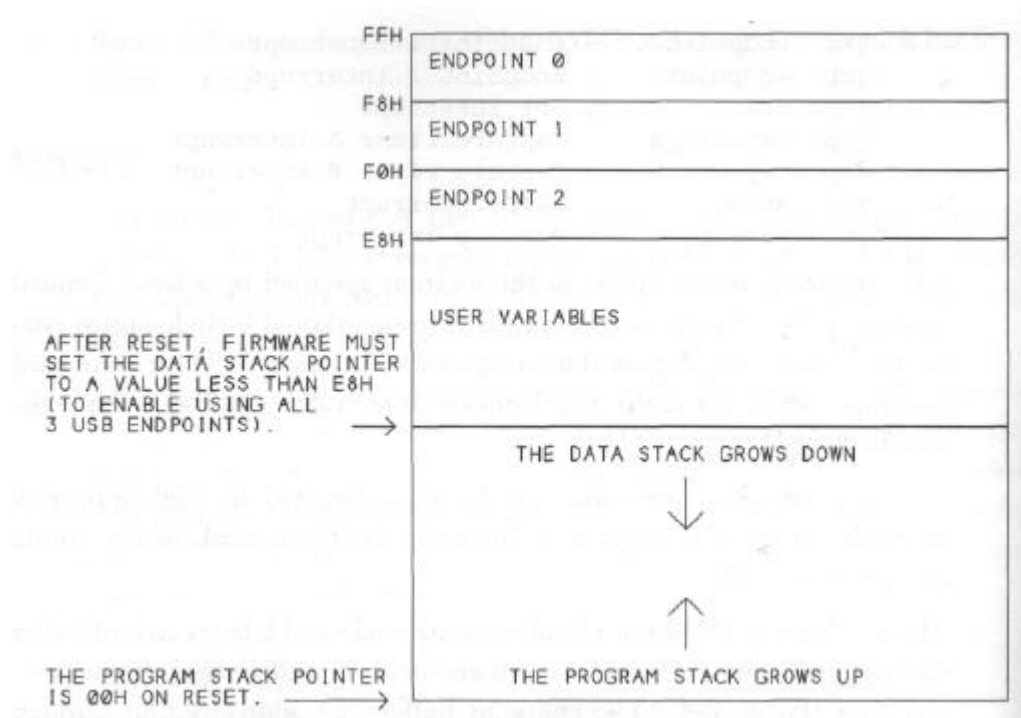 FFH
ENDPOINT 0
F8H
ENDPOINT 1
F0H
ENDPOINT 2
E8H
USER VARIABLES
AFTER RESET, FIRMWARE MUST
SET THE DATA STACK POINTER
TO A VALUE LESS THAN E8H
(TO ENABLE USING ALL
3 USB ENDPOINTS).
THE DATA STACK GROWS DOWN
THE PROGRAM STACK POINTER
IS 00H ON RESET.
THE PROGRAM STACK GROWS UP